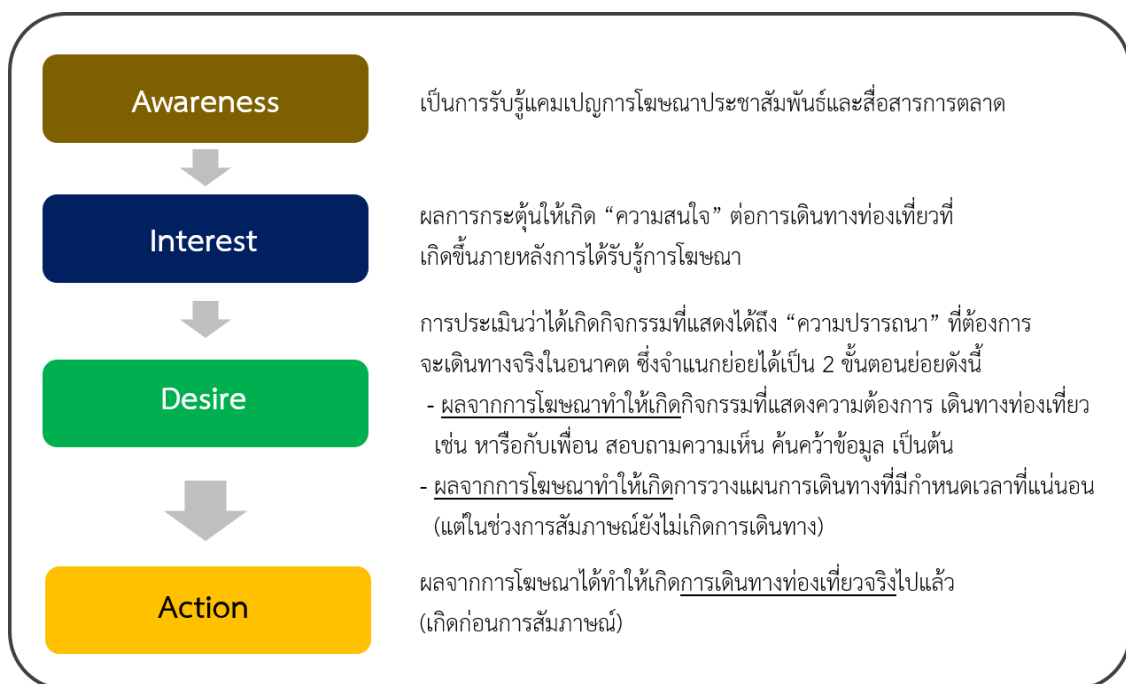 Awareness
เป็นการรับรู้แคมเปญการโฆษณาประชาสัมพันธ์และสื่อสารการตลาด
Interest
ผลการกระตุ้นให้เกิด “ความสนใจ” ต่อการเดินทางท่องเที่ยวที่
เกิดขึ้นภายหลังการได้รับรู้การโฆษณา
Desire
การประเมินว่าได้เกิดกิจกรรมที่แสดงได้ถึง “ความปรารถนา” ที่ต้องการ
จะเดินทางจริงในอนาคต ซึ่งจำแนกย่อยได้เป็น 2 ขั้นตอนย่อยดังนี้
- ผลจากการโฆษณาทำให้เกิดกิจกรรมที่แสดงความต้องการ เดินทางท่องเที่ยว
เช่น หารือกับเพื่อน สอบถามความเห็น ค้นคว้าข้อมูล เป็นต้น
- ผลจากการโฆษณาทำให้เกิดการวางแผนการเดินทางที่มีกำหนดเวลาที่แน่นอน
(แต่ในช่วงการสัมภาษณ์ยังไม่เกิดการเดินทาง)
Action
ผลจากการโฆษณาได้ทำให้เกิดการเดินทางท่องเที่ยวจริงไปแล้ว
(เกิดก่อนการสัมภาษณ์)